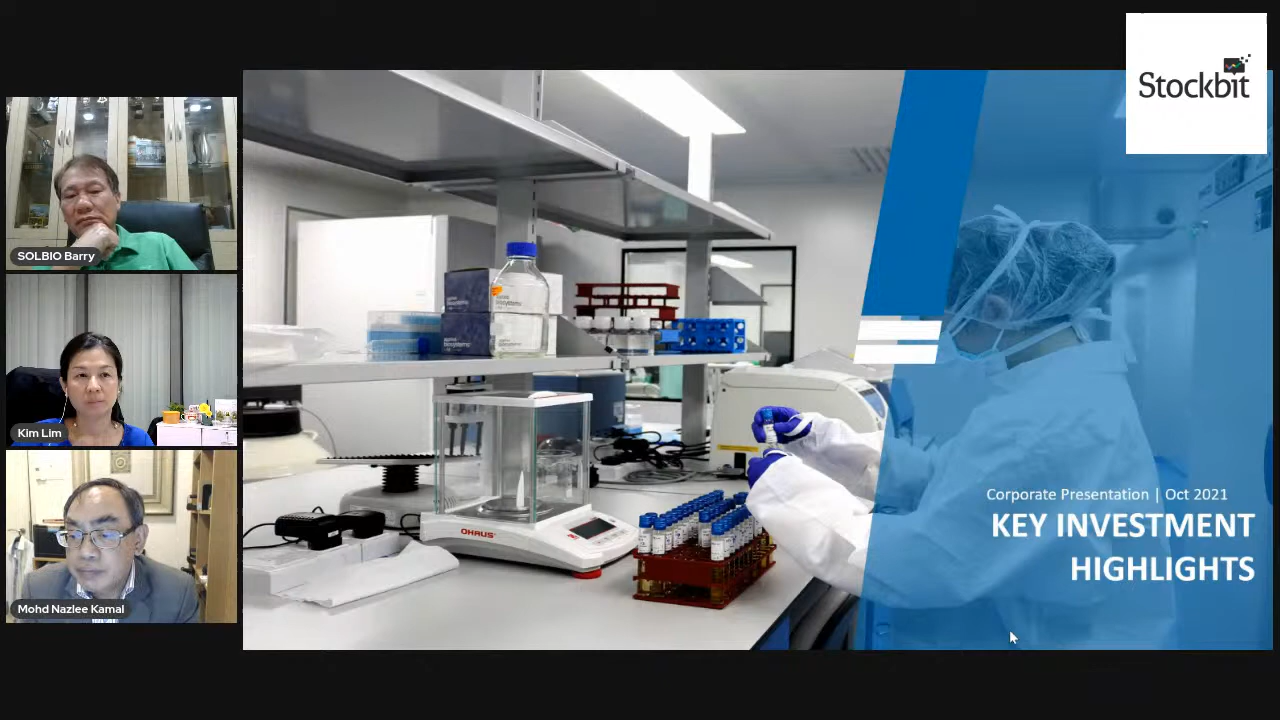 Stockbit
SOLBIO Barry
Kim Lim
Mohd Nazlee Kamal
OHAUS
Corporate Presentation | Oct 2021
KEY INVESTMENT
HIGHLIGHTS